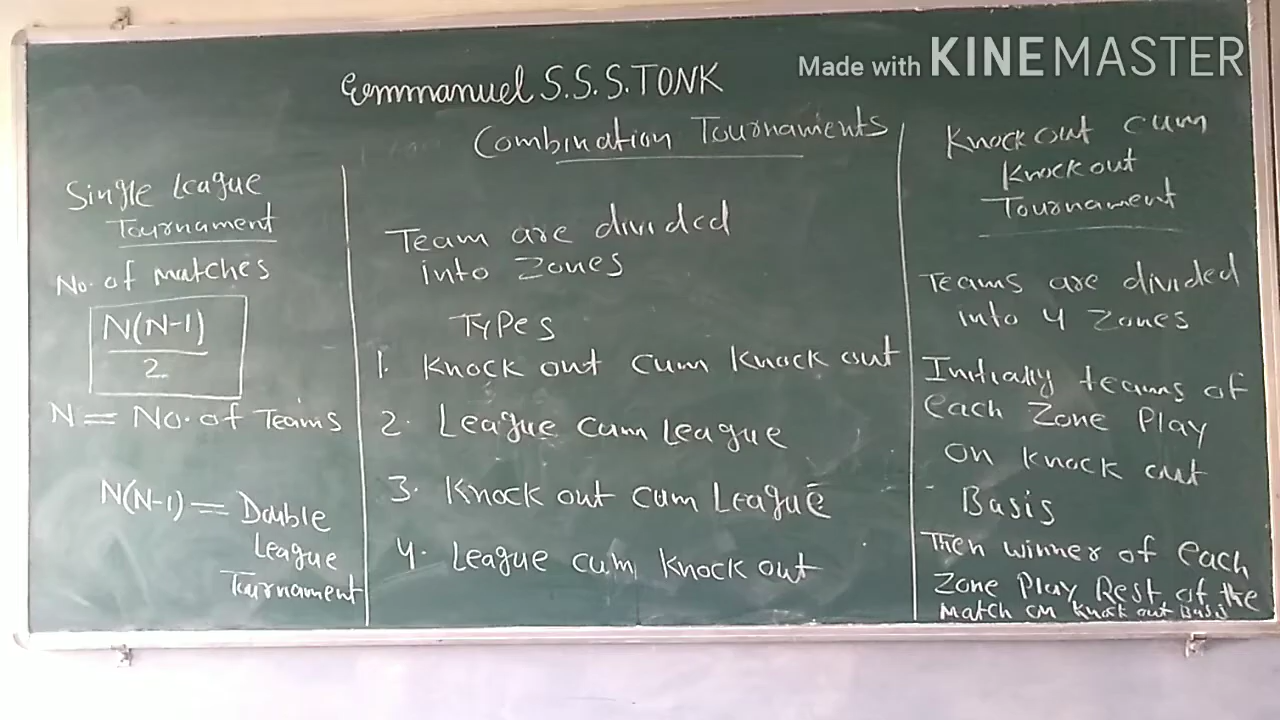 Made with KINEMASTER
Emmanuel S.S.S.TONK
Combination Tournaments
Single League
Tournament
No. of matches
N(N-1)
2
N = No. of Teams
N(N-1) = Double
League
Tournament
Team are divided
into Zones
Types
1. Knock out cum Knock out
2. League cum League
3. Knock out cum League
4. League cum Knock out
Knock out cum
Knock out
Tournament
Teams are divided
into 4 Zones
Initially teams of
each Zone Play
on Knock out
Basis
Then winner of each
Zone Play Rest of the
Match on Knock out Basis